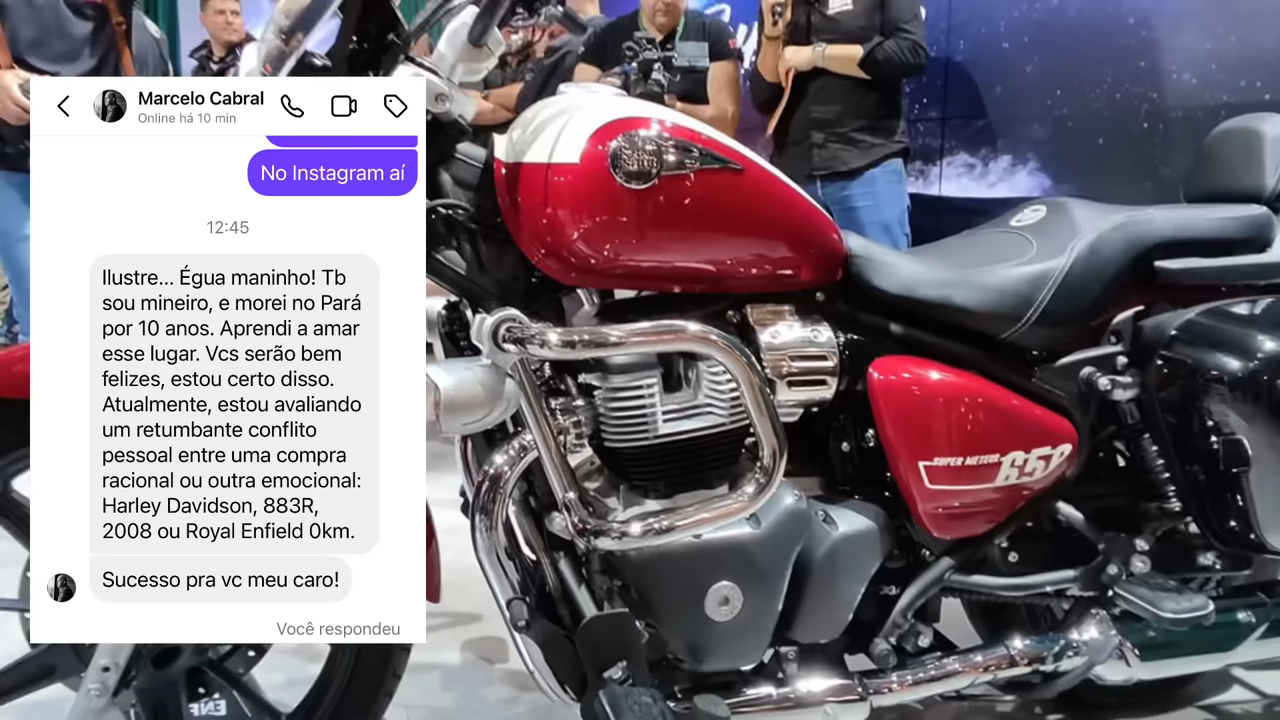 Marcelo Cabral
Online há 10 min
No Instagram aí
12:45
Ilustre... Égua maninho! Tb
sou mineiro, e morei no Pará
por 10 anos. Aprendi a amar
esse lugar. Vcs serão bem
felizes, estou certo disso.
Atualmente, estou avaliando
um retumbante conflito
pessoal entre uma compra
racional ou outra emocional:
Harley Davidson, 883R,
2008 ou Royal Enfield 0km.
Sucesso pra vc meu caro!
Você respondeu
SUPER METEOR
650